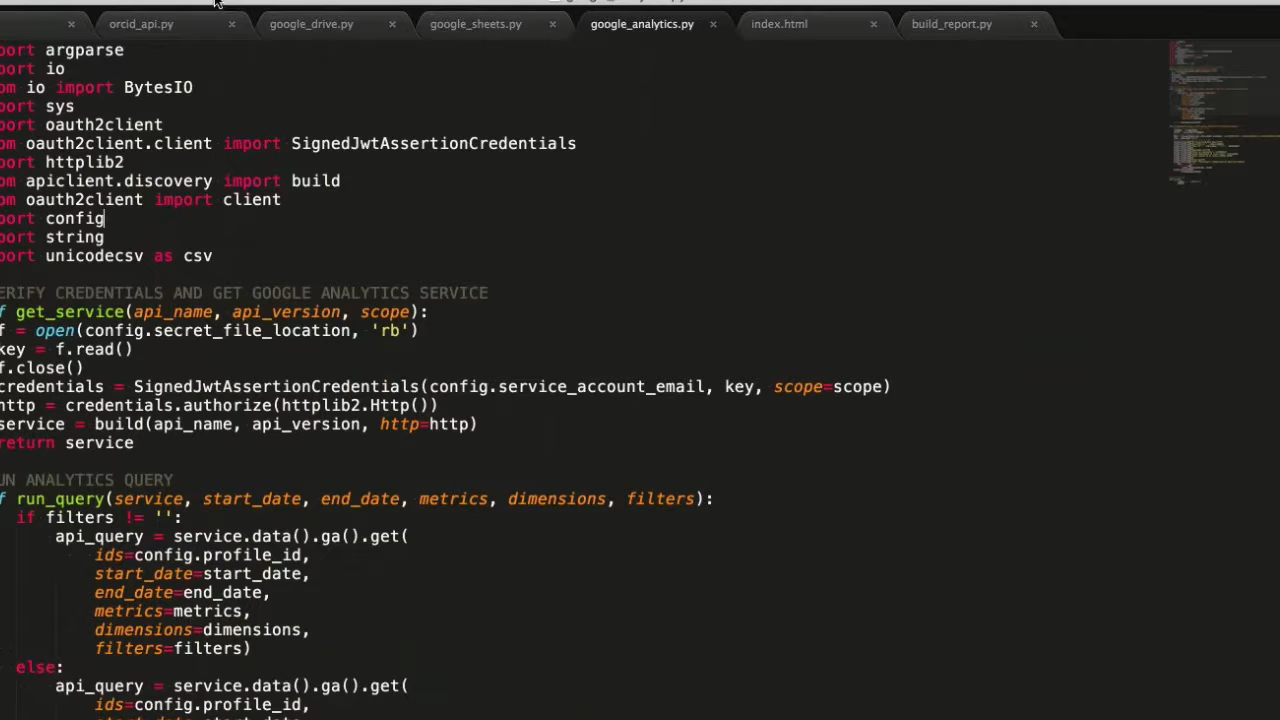 orcid_api.py
google_drive.py
google_sheets.py
google_analytics.py
index.html
build_report.py
port argparse
port io
om io import BytesIO
port sys
port oauth2client
om oauth2client.client import SignedJwtAssertionCredentials
port httplib2
om apiclient.discovery import build
om oauth2client import client
port config
port string
port unicodecsv as csv
ERIFY CREDENTIALS AND GET GOOGLE ANALYTICS SERVICE
f get_service(api_name, api_version, scope):
f = open(config.secret_file_location, 'rb')
key = f.read()
f.close()
credentials = SignedJwtAssertionCredentials(config.service_account_email, key, scope=scope)
http = credentials.authorize(httplib2.Http())
service = build(api_name, api_version, http=http)
return service
UN ANALYTICS QUERY
f run_query(service, start_date, end_date, metrics, dimensions, filters):
if filters != '':
api_query = service.data().ga().get(
ids=config.profile_id,
start_date=start_date,
end_date=end_date,
metrics=metrics,
dimensions=dimensions,
filters=filters)
else:
api_query = service.data().ga().get(
ids=config.profile_id,